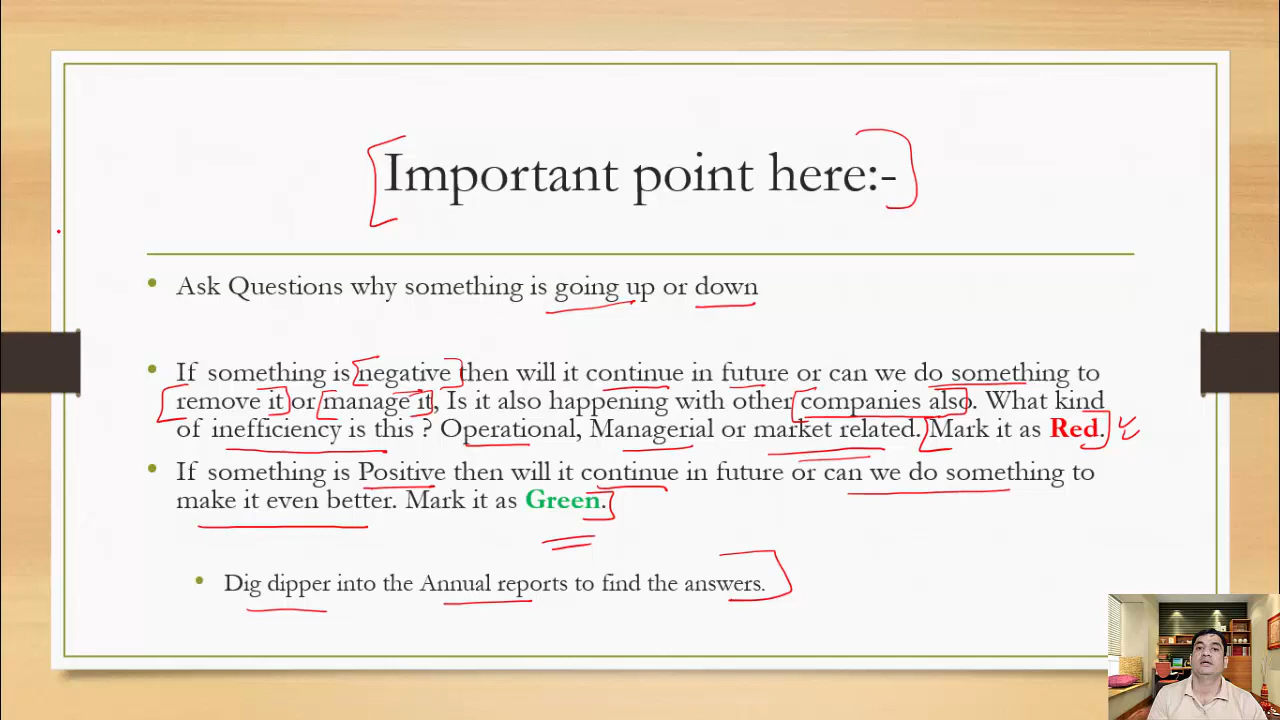 Important point here:-
• Ask Questions why something is going up or down
• If something is negative then will it continue in future or can we do something to
remove it or manage it, Is it also happening with other companies also. What kind
of inefficiency is this ? Operational, Managerial or market related. Mark it as Red.
• If something is Positive then will it continue in future or can we do something to
make it even better. Mark it as Green.
• Dig dipper into the Annual reports to find the answers.